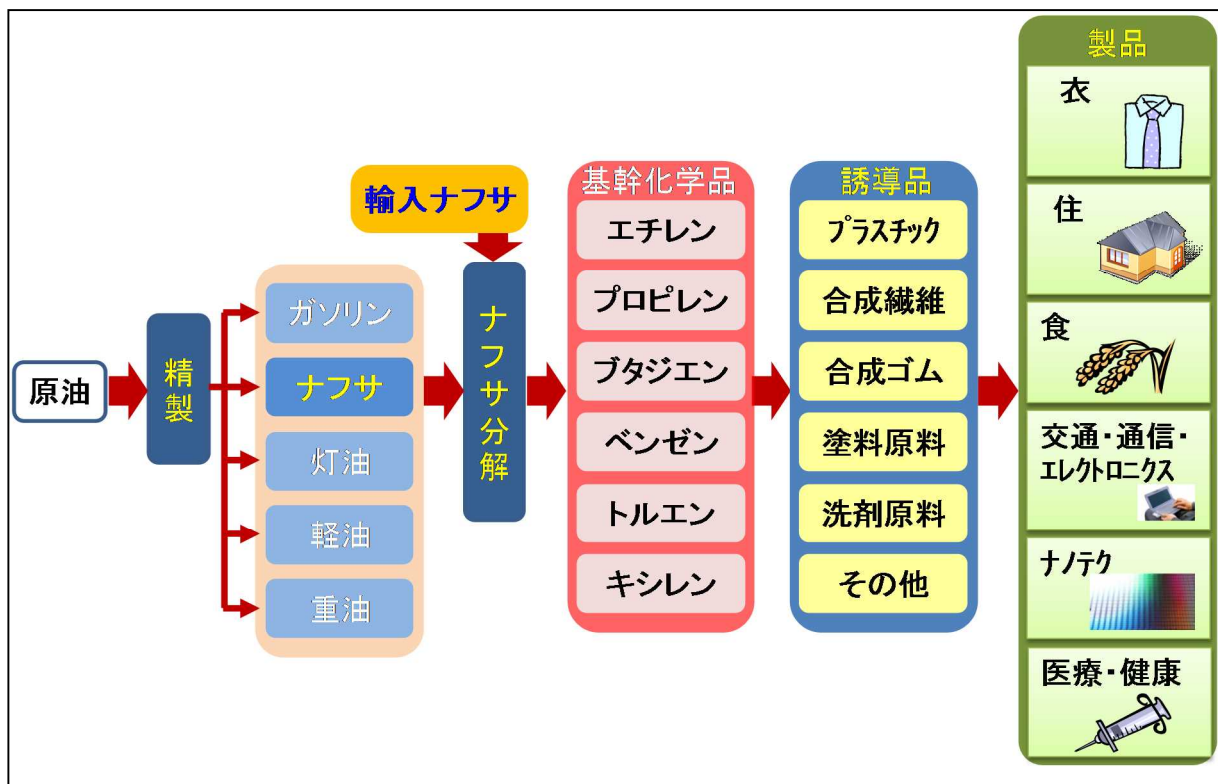 原油
精製
ガソリン
ナフサ
灯油
軽油
重油
輸入ナフサ
ナフサ分解
基幹化学品
エチレン
プロピレン
ブタジエン
ベンゼン
トルエン
キシレン
誘導品
プラスチック
合成繊維
合成ゴム
塗料原料
洗剤原料
その他
製品
衣
住
食
交通・通信・
エレクトロニクス
ナノテク
医療・健康